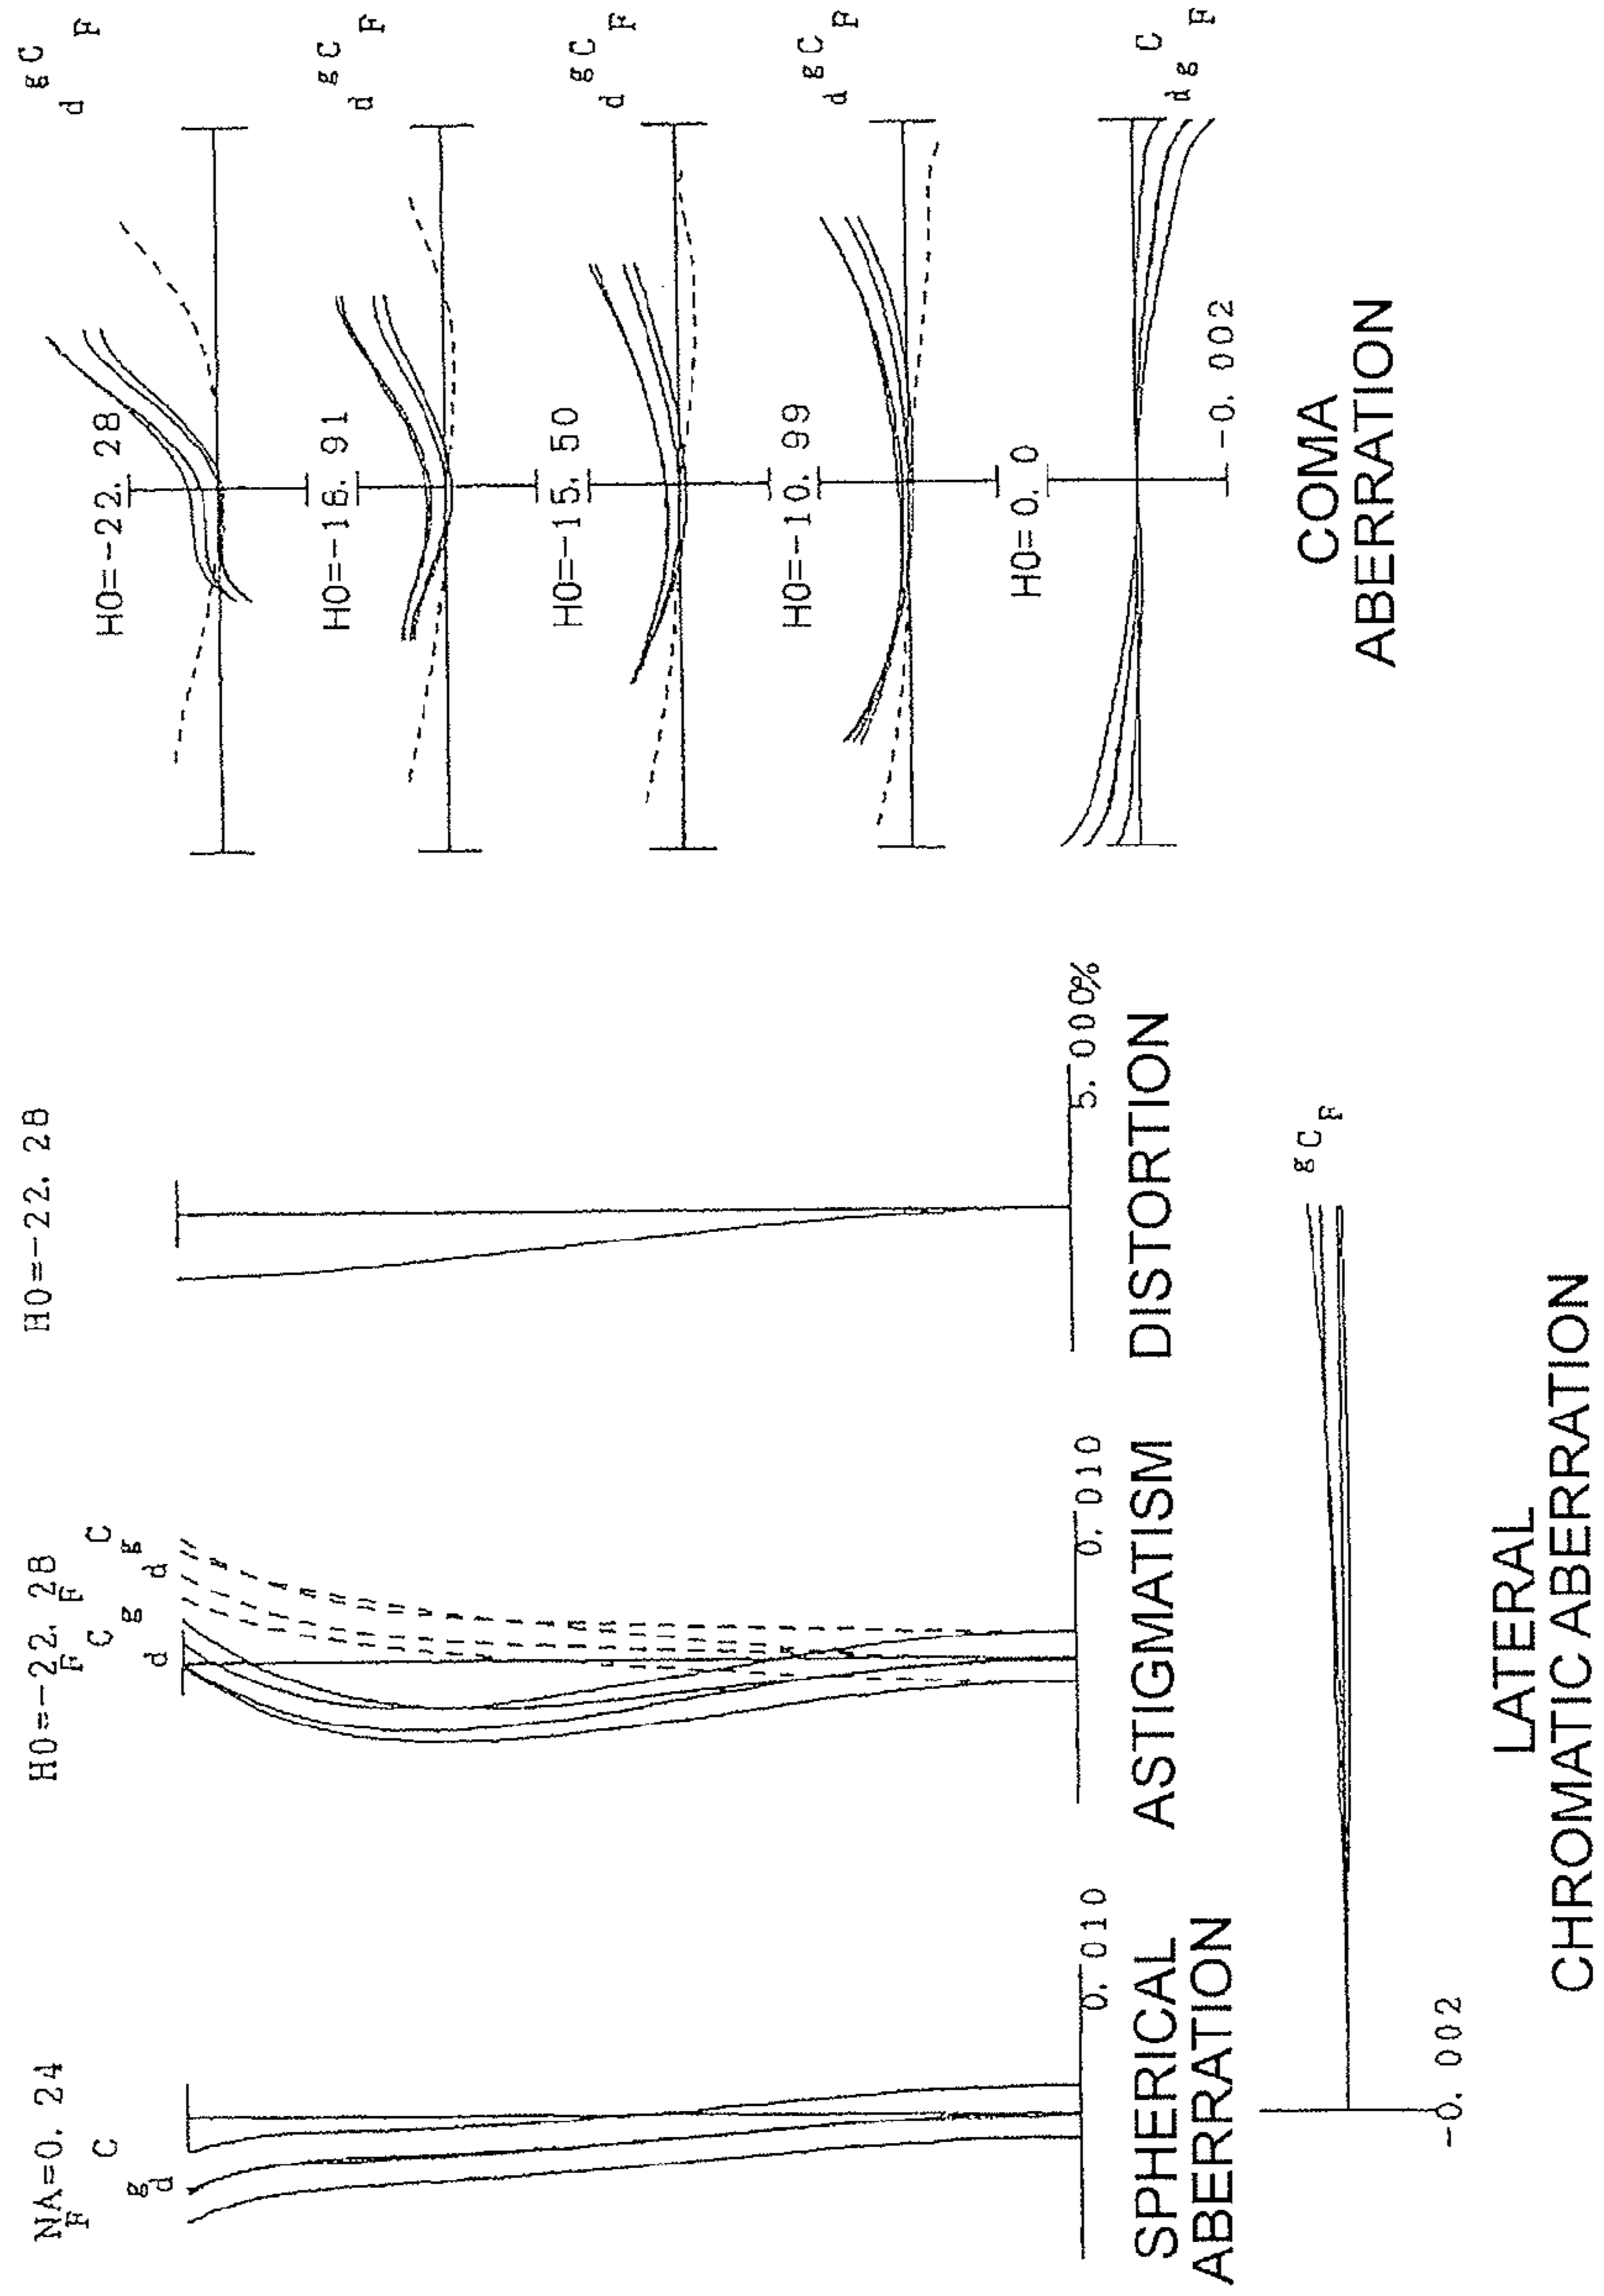 NA=0. 24
F
C
g
d
0. 010
SPHERICAL
ABERRATION
H0=-22. 28
F F
C C
g g
d d
0. 010
ASTIGMATISM
H0=-22. 28
5. 000%
DISTORTION
g C
d F
H0=-22. 28
g C
d F
H0=-18. 91
g C
d F
H0=-15. 50
g C
d F
H0=-10. 99
H0=0. 0
C
d g F
-0. 002
COMA
ABERRATION
g C F
-0. 002
LATERAL
CHROMATIC ABERRATION